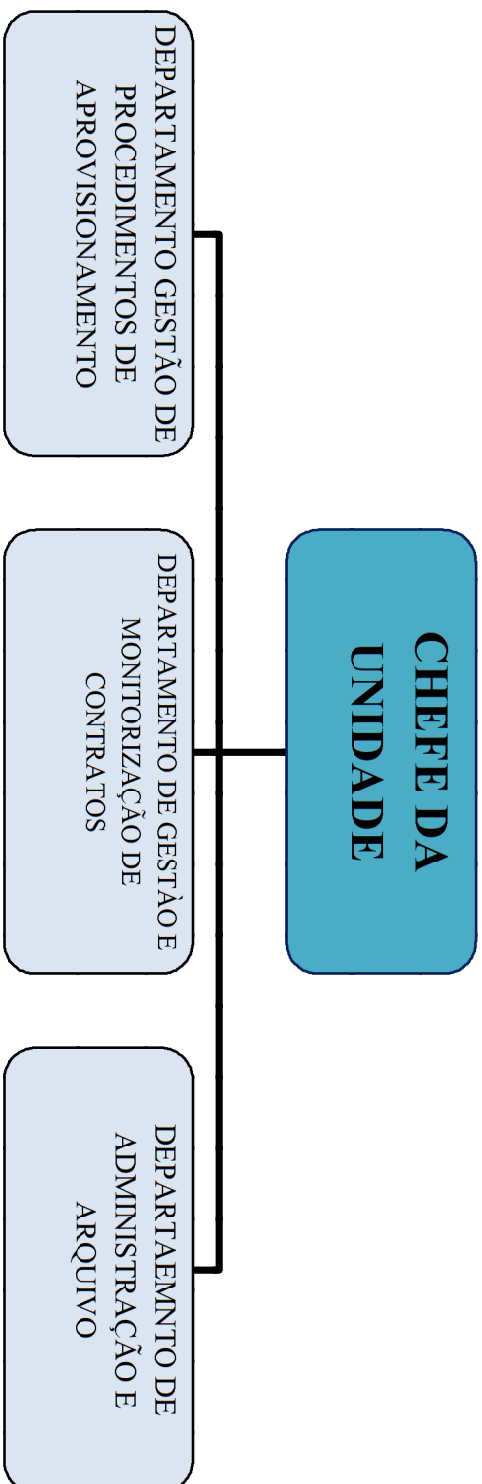 CHEFE DA
UNIDADE
DEPARTAMENTO GESTÃO DE
PROCEDIMENTOS DE
APROVISIONAMENTO
DEPARTAMENTO DE GESTÀO E
MONITORIZAÇÃO DE
CONTRATOS
DEPARTAEMNTO DE
ADMINISTRAÇÃO E
ARQUIVO